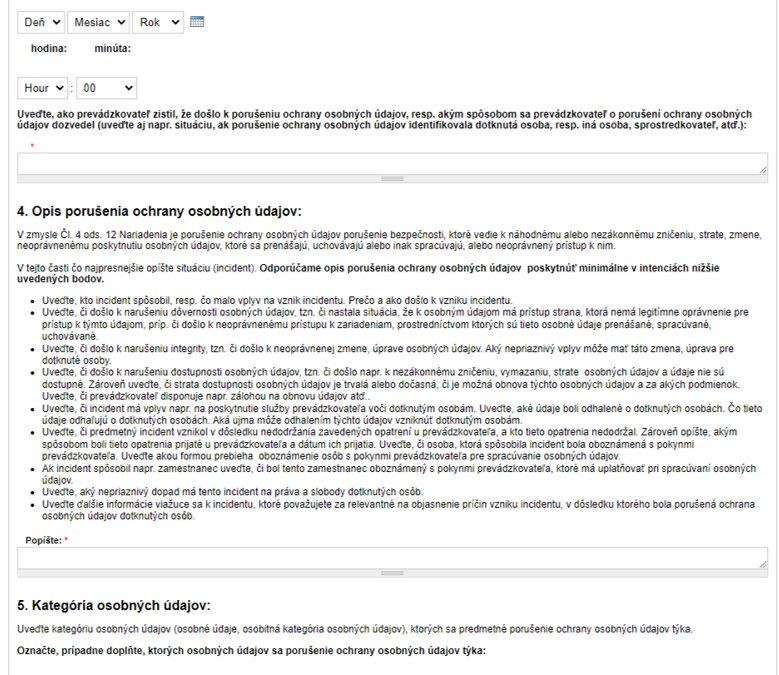 Deň Mesiac Rok
hodina: minúta:
Hour : 00
Uveďte, ako prevádzkovateľ zistil, že došlo k porušeniu ochrany osobných údajov, resp. akým spôsobom sa prevádzkovateľ o porušení ochrany osobných
údajov dozvedel (uveďte aj napr. situáciu, ak porušenie ochrany osobných údajov identifikovala dotknutá osoba, resp. iná osoba, sprostredkovateľ, atď.):
*
4. Opis porušenia ochrany osobných údajov:
V zmysle Čl. 4 ods. 12 Nariadenia je porušenie ochrany osobných údajov porušenie bezpečnosti, ktoré vedie k náhodnému alebo nezákonnému zničeniu, strate, zmene,
neoprávnenému poskytnutiu osobných údajov, ktoré sa prenášajú, uchovávajú alebo inak spracúvajú, alebo neoprávnený prístup k nim.
V tejto časti čo najpresnejšie opíšte situáciu (incident). Odporúčame opis porušenia ochrany osobných údajov poskytnúť minimálne v intenciách nižšie
uvedených bodov.
• Uveďte, kto incident spôsobil, resp. čo malo vplyv na vznik incidentu. Prečo a ako došlo k vzniku incidentu.
• Uveďte, či došlo k narušeniu dôvernosti osobných údajov, tzn. či nastala situácia, že k osobným údajom má prístup strana, ktorá nemá legitímne oprávnenie pre
prístup k týmto údajom, príp. či došlo k neoprávnenému prístupu k zariadeniam, prostredníctvom ktorých sú tieto osobné údaje prenášané, spracúvané,
uchovávané.
• Uveďte, či došlo k narušeniu integrity, tzn. či došlo k neoprávnenej zmene, úprave osobných údajov. Aký nepriaznivý vplyv môže mať táto zmena, úprava pre
dotknuté osoby.
• Uveďte, či došlo k narušeniu dostupnosti osobných údajov, tzn. či došlo napr. k nezákonnému zničeniu, vymazaniu, strate osobných údajov a údaje nie sú
dostupné. Zároveň uveďte, či strata dostupnosti osobných údajov je trvalá alebo dočasná, či je možná obnova týchto osobných údajov a za akých podmienok.
Uveďte, či prevádzkovateľ disponuje napr. zálohou na obnovu údajov atď..
• Uveďte, či incident má vplyv napr. na poskytnutie služby prevádzkovateľa voči dotknutým osobám. Uveďte, aké údaje boli odhalené o dotknutých osobách. Čo tieto
údaje odhaľujú o dotknutých osobách. Aká ujma môže odhalením týchto údajov vzniknúť dotknutým osobám.
• Uveďte, či predmetný incident vznikol v dôsledku nedodržania zavedených opatrení u prevádzkovateľa, a kto tieto opatrenia nedodržal. Zároveň opíšte, akým
spôsobom boli tieto opatrenia prijaté u prevádzkovateľa a dátum ich prijatia. Uveďte, či osoba, ktorá spôsobila incident bola oboznámená s pokynmi
prevádzkovateľa. Uveďte akou formou prebieha oboznámenie osôb s pokynmi prevádzkovateľa pre spracúvanie osobných údajov.
• Ak incident spôsobil napr. zamestnanec uveďte, či bol tento zamestnanec oboznámený s pokynmi prevádzkovateľa, ktoré má uplatňovať pri spracúvaní osobných
údajov.
• Uveďte, aký nepriaznivý dopad má tento incident na práva a slobody dotknutých osôb.
• Uveďte ďalšie informácie viažuce sa k incidentu, ktoré považujete za relevantné na objasnenie príčin vzniku incidentu, v dôsledku ktorého bola porušená ochrana
osobných údajov dotknutých osôb.
Popíšte: *
5. Kategória osobných údajov:
Uveďte kategóriu osobných údajov (osobné údaje, osobitná kategória osobných údajov), ktorých sa predmetné porušenie ochrany osobných údajov týka.
Označte, prípadne doplňte, ktorých osobných údajov sa porušenie ochrany osobných údajov týka: